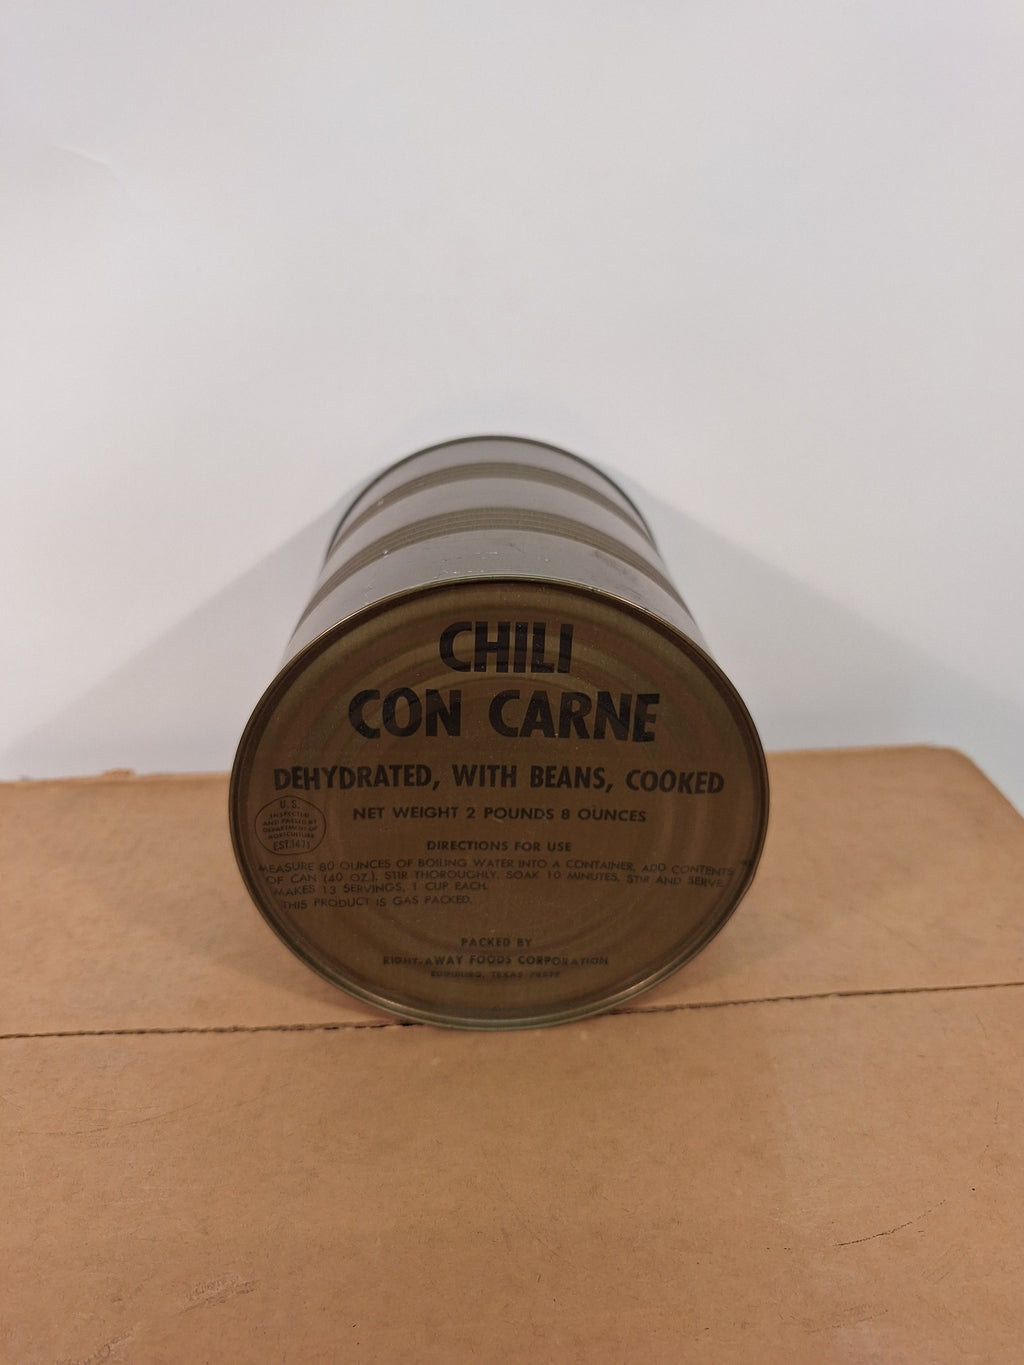 CHILI
CON CARNE
DEHYDRATED, WITH BEANS, COOKED
NET WEIGHT 2 POUNDS 8 OUNCES
U.S.
INSPECTED
AND PASSED BY
DEPARTMENT OF
AGRICULTURE
EST.1471
DIRECTIONS FOR USE
MEASURE 80 OUNCES OF BOILING WATER INTO A CONTAINER, ADD CONTENTS
OF CAN (40 OZ.), STIR THOROUGHLY. SOAK 10 MINUTES, STIR AND SERVE.
MAKES 13 SERVINGS, 1 CUP EACH.
THIS PRODUCT IS GAS PACKED.
PACKED BY
RIGHT-AWAY FOODS CORPORATION
EDINBURG, TEXAS